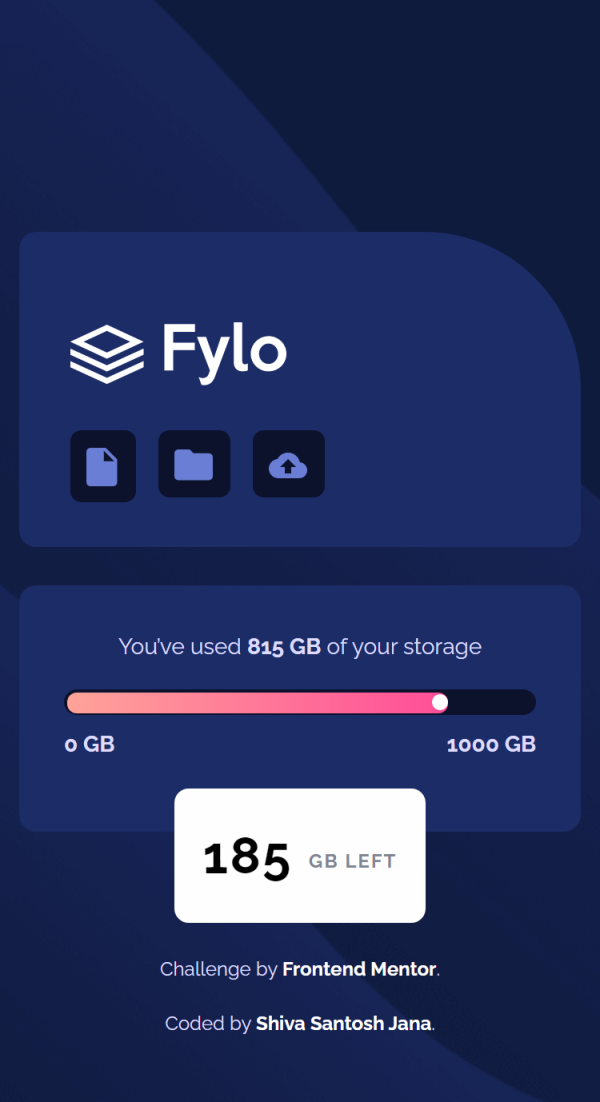 Fylo
You’ve used 815 GB of your storage
0 GB 1000 GB
185 GB LEFT
Challenge by Frontend Mentor.
Coded by Shiva Santosh Jana.